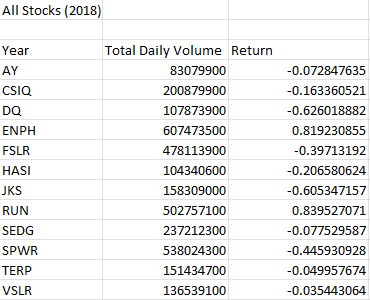 All Stocks (2018)
Year Total Daily Volume Return
AY 83079900 -0.072847635
CSIQ 200879900 -0.163360521
DQ 107873900 -0.626018882
ENPH 607473500 0.819230855
FSLR 478113900 -0.39713192
HASI 104340600 -0.206580624
JKS 158309000 -0.605347157
RUN 502757100 0.839527071
SEDG 237212300 -0.077529587
SPWR 538024300 -0.445930928
TERP 151434700 -0.049957674
VSLR 136539100 -0.035443064